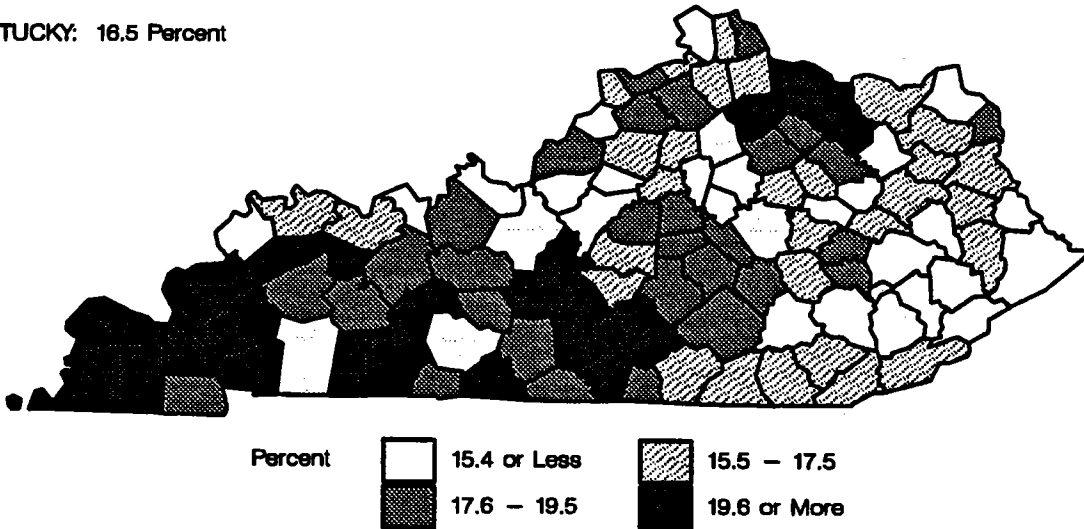 TUCKY: 16.5 Percent
Percent
15.4 or Less
15.5 – 17.5
17.6 – 19.5
19.6 or More